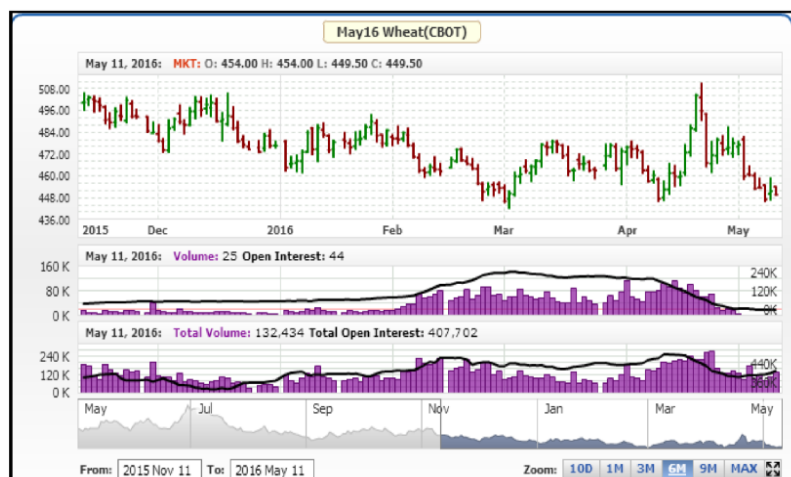 May16 Wheat(CBOT)
May 11, 2016: MKT: O: 454.00 H: 454.00 L: 449.50 C: 449.50
508.00
496.00
484.00
472.00
460.00
448.00
436.00
2015 Dec 2016 Feb Mar Apr May
May 11, 2016: Volume: 25 Open Interest: 44
160 K 240K
80 K 120K
0 K 0K
May 11, 2016: Total Volume: 132,434 Total Open Interest: 407,702
240 K 440K
120 K 360K
0 K
May Jul Sep Nov Jan Mar May
From: 2015 Nov 11 To: 2016 May 11 Zoom: 10D 1M 3M 6M 9M MAX